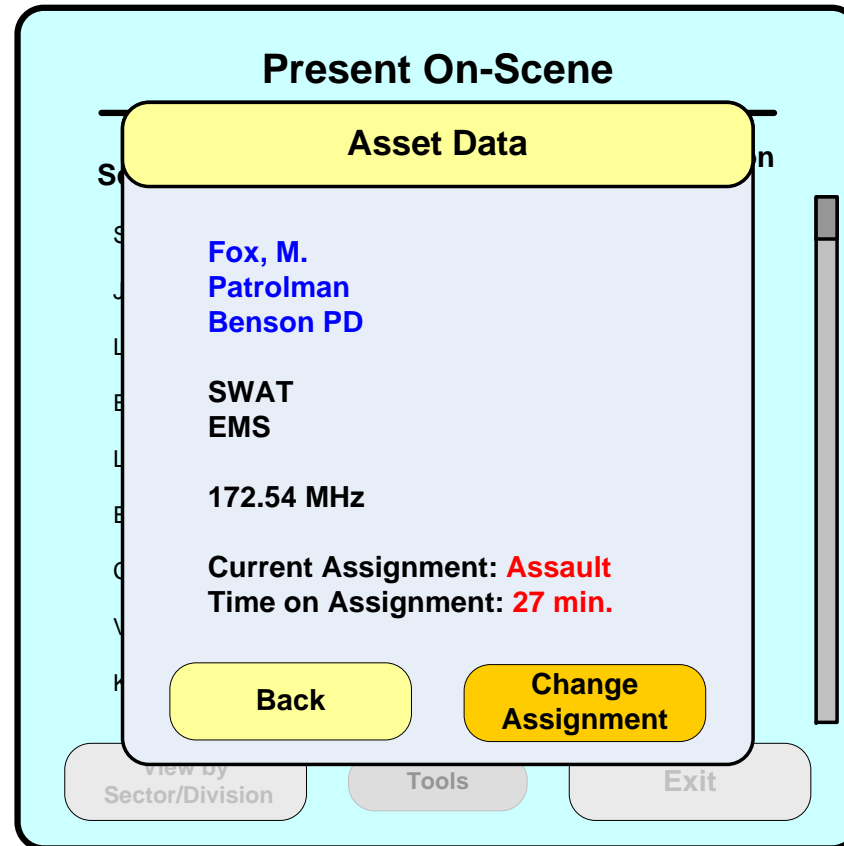 Present On-Scene
Asset Data
Fox, M.
Patrolman
Benson PD
SWAT
EMS
172.54 MHz
Current Assignment: Assault
Time on Assignment: 27 min.
Back
Change
Assignment
View by
Sector/Division
Tools
Exit